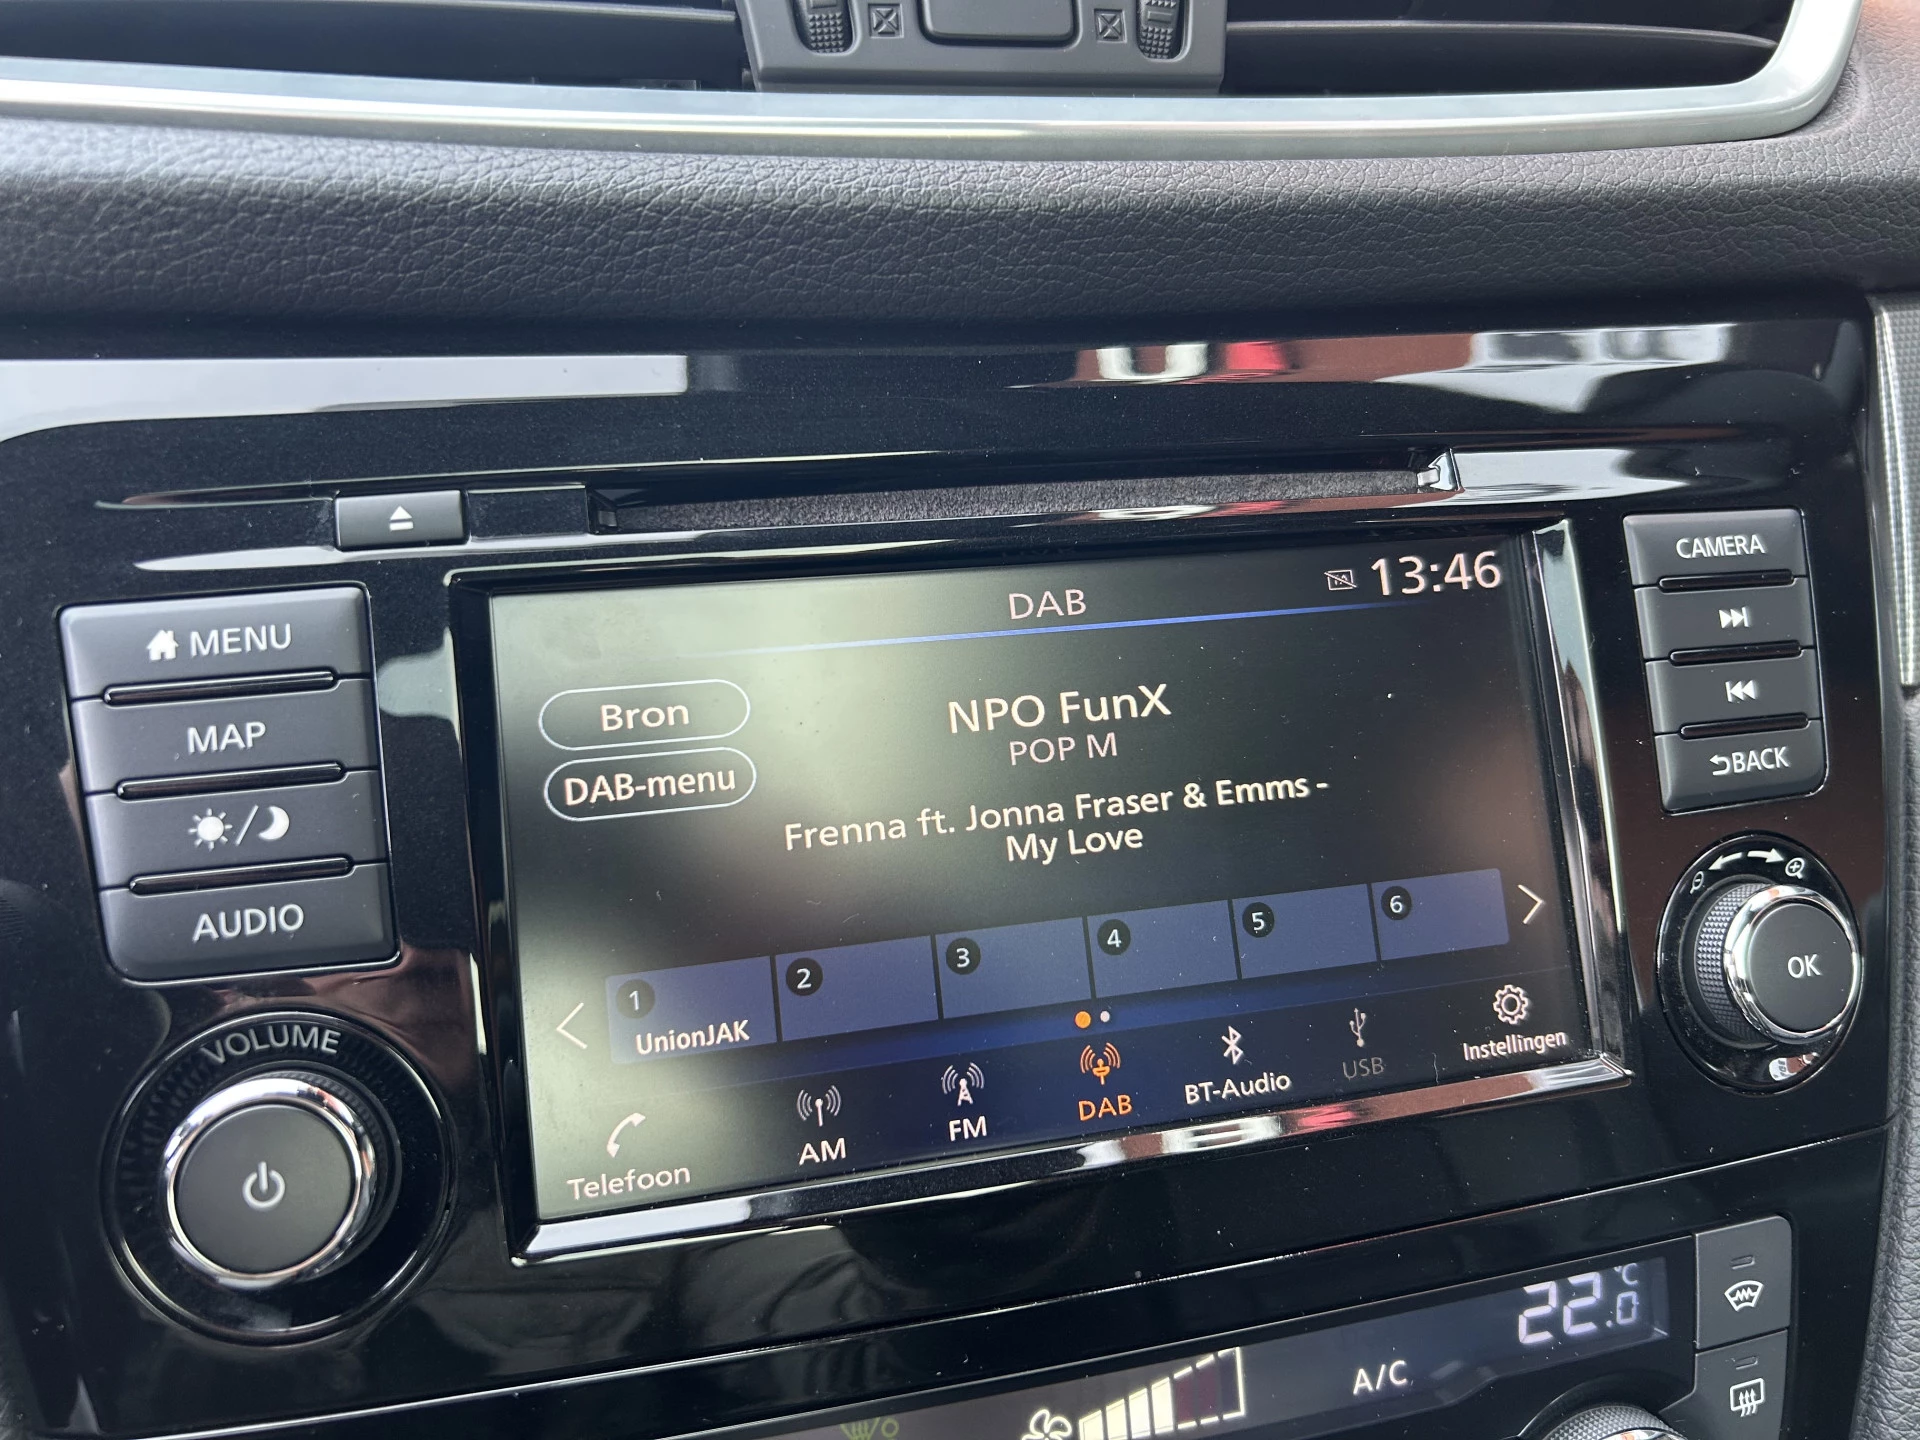 CAMERA
BACK
OK
MENU
MAP
AUDIO
VOLUME
DAB
13:46
Bron
DAB-menu
NPO FunX
POP M
Frenna ft. Jonna Fraser & Emms -
My Love
1
UnionJAK
2
3
4
5
6
Telefoon
AM
FM
DAB
BT-Audio
USB
Instellingen
A/C
22.0
°C